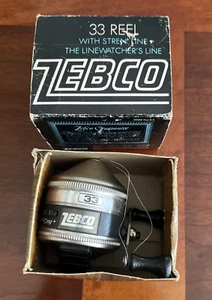 33 REEL
WITH STREN LINE
THE LINEWATCHER'S LINE
ZEBCO
33
ZEBCO